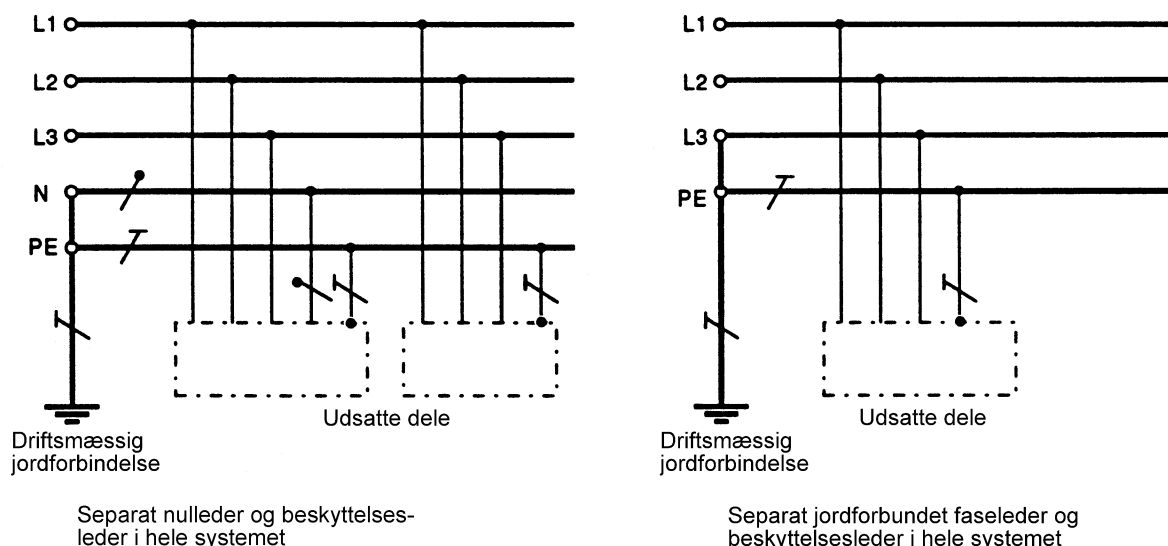 L1
L2
L3
N
PE
Udsatte dele
Driftsmæssig
jordforbindelse
Separat nulleder og beskyttelses-
leder i hele systemet
L1
L2
L3
PE
Udsatte dele
Driftsmæssig
jordforbindelse
Separat jordforbundet faseleder og
beskyttelsesleder i hele systemet